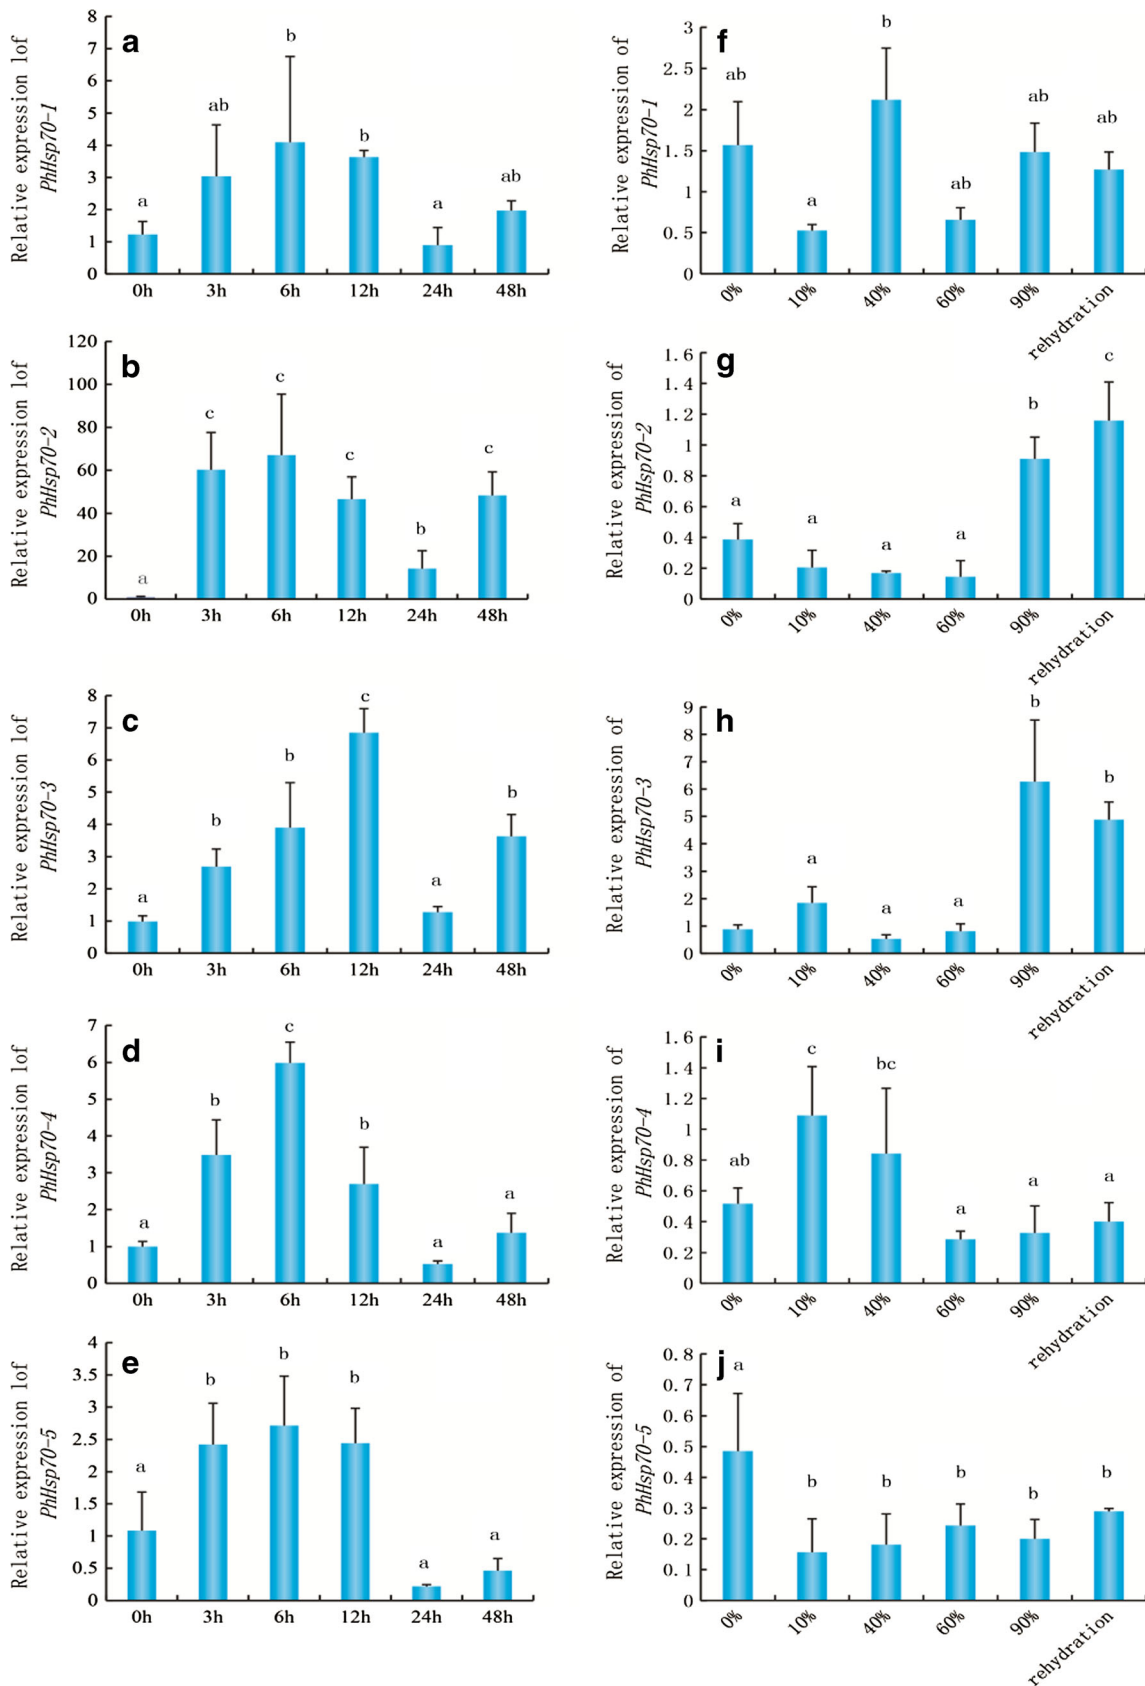 a
Relative expression lof
PhHsp70-1
8
7
6
5
4
3
2
1
0
a
ab
b
b
a
ab
0h 3h 6h 12h 24h 48h
f
Relative expression of
PhHsp70-1
3
2.5
2
1.5
1
0.5
0
ab
a
b
ab
ab
ab
0% 10% 40% 60% 90% rehydration
b
Relative expression lof
PhHsp70-2
120
100
80
60
40
20
0
a
c
c
c
b
c
0h 3h 6h 12h 24h 48h
g
Relative expression of
PhHsp70-2
1.6
1.4
1.2
1
0.8
0.6
0.4
0.2
0
a
a
a
a
b
c
0% 10% 40% 60% 90% rehydration
c
Relative expression lof
PhHsp70-3
8
7
6
5
4
3
2
1
0
a
b
b
c
a
b
0h 3h 6h 12h 24h 48h
h
Relative expression of
PhHsp70-3
9
8
7
6
5
4
3
2
1
0
a
a
a
b
b
0% 10% 40% 60% 90% rehydration
d
Relative expression lof
PhHsp70-4
7
6
5
4
3
2
1
0
a
b
c
b
a
a
0h 3h 6h 12h 24h 48h
i
Relative expression of
PhHsp70-4
1.6
1.4
1.2
1
0.8
0.6
0.4
0.2
0
ab
c
bc
a
a
a
0% 10% 40% 60% 90% rehydration
e
Relative expression lof
PhHsp70-5
4
3.5
3
2.5
2
1.5
1
0.5
0
a
b
b
b
a
a
0h 3h 6h 12h 24h 48h
j
Relative expression of
PhHsp70-5
0.8
0.7
0.6
0.5
0.4
0.3
0.2
0.1
0
a
b
b
b
b
b
0% 10% 40% 60% 90% rehydration